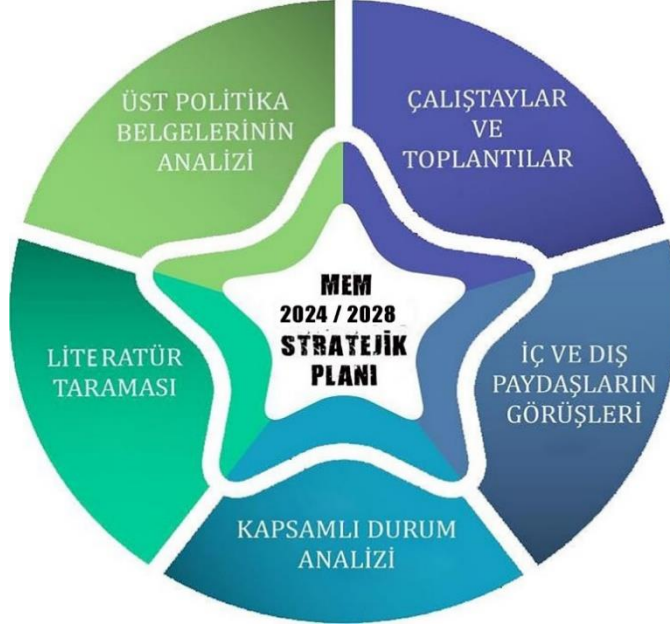 ÜST POLİTİKA
BELGELERİNİN
ANALİZİ
ÇALIŞTAYLAR
VE
TOPLANTILAR
İÇ VE DIŞ
PAYDAŞLARIN
GÖRÜŞLERİ
KAPSAMLI DURUM
ANALİZİ
LİTERATÜR
TARAMASI
MEM
2024 / 2028
STRATEJİK
PLANI